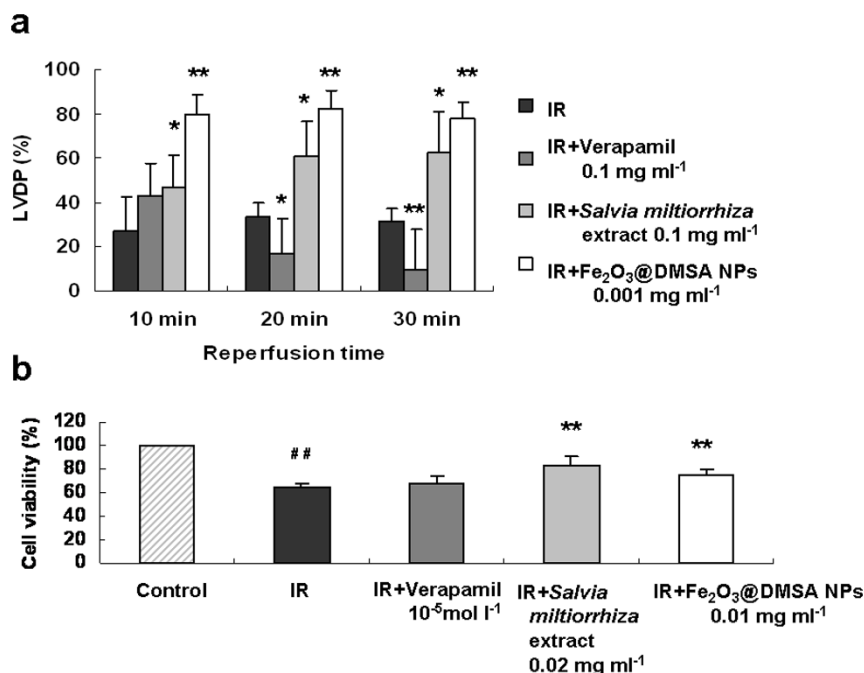 a
100
80
60
40
20
0
LVDP (%)
*
**
*
*
**
**
*
**
10 min
20 min
30 min
Reperfusion time
IR
IR+Verapamil
0.1 mg ml⁻¹
IR+Salvia miltiorrhiza
extract 0.1 mg ml⁻¹
IR+Fe₂O₃@DMSA NPs
0.001 mg ml⁻¹
b
120
100
80
60
40
20
0
Cell viability (%)
##
**
**
Control
IR
IR+Verapamil
10⁻⁵mol l⁻¹
IR+Salvia
miltiorrhiza
extract
0.02 mg ml⁻¹
IR+Fe₂O₃@DMSA NPs
0.01 mg ml⁻¹